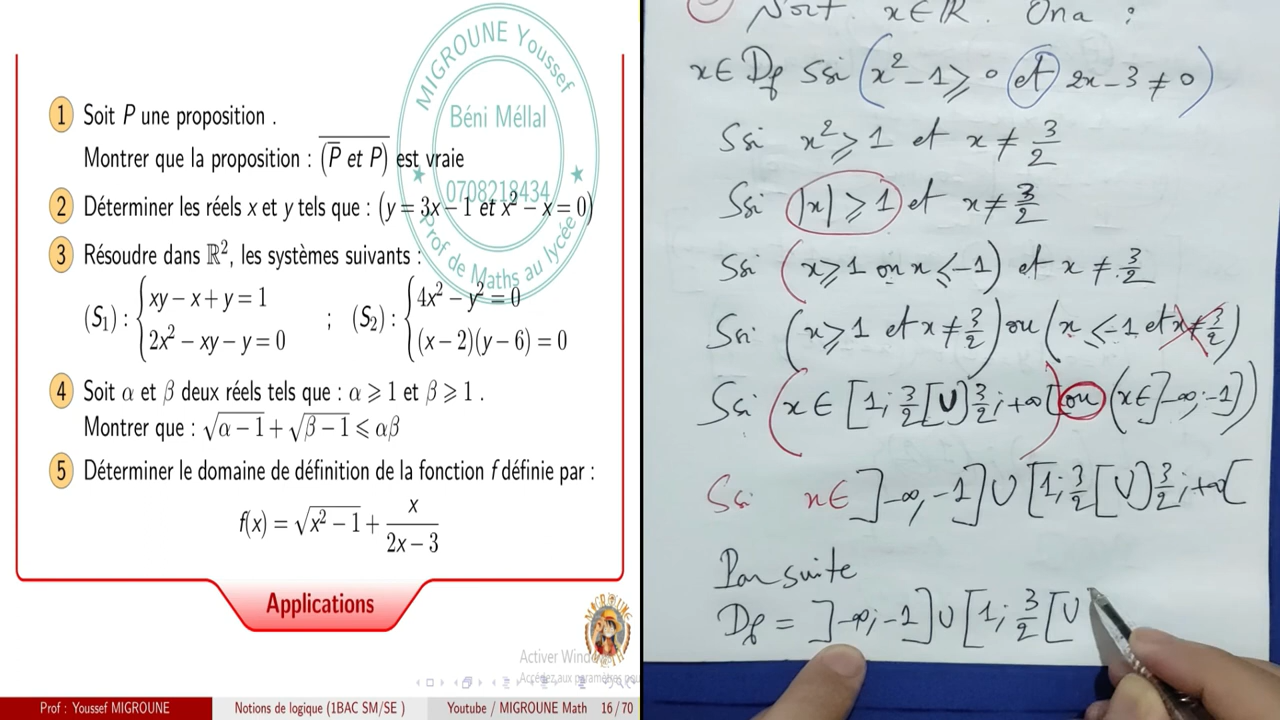 1 Soit P une proposition .
Montrer que la proposition : \overline{(\overline{P} et P)} est vraie
2 Déterminer les réels x et y tels que : (y = 3x − 1 et x² − x = 0)
3 Résoudre dans ℝ², les systèmes suivants :
(S₁) : { xy − x + y = 1 ; 2x² − xy − y = 0 ; (S₂) : { 4x² − y² = 0 ; (x − 2)(y − 6) = 0
4 Soit α et β deux réels tels que : α ⩾ 1 et β ⩾ 1 .
Montrer que : √(α − 1) + √(β − 1) ⩽ αβ
5 Déterminer le domaine de définition de la fonction f définie par :
f(x) = √(x² − 1) + x/(2x − 3)
Applications
MIGROUNE Youssef
Béni Méllal
0708218434
Prof de Maths au lycée
Activer Windo
Accédez aux paramètres pou
Prof : Youssef MIGROUNE
Notions de logique (1BAC SM/SE )
Youtube / MIGROUNE Math
16 / 70
x∈ℝ. Ona :
x∈ Df Ssi (x² − 1 ⩾ 0 et 2x − 3 ≠ 0)
Ssi x² ⩾ 1 et x ≠ 3/2
Ssi |x| ⩾ 1 et x ≠ 3/2
Ssi (x ⩾ 1 ou x ⩽ −1) et x ≠ 3/2
Ssi (x ⩾ 1 et x ≠ 3/2) ou (x ⩽ −1 et x ≠ 3/2)
Ssi (x ∈ [1; 3/2[ U ]3/2; +∞[ ou (x∈ ]−∞; −1])
Ssi x∈ ]−∞, −1] U [1; 3/2[ U ]3/2; +∞[
Par suite
Df = ]−∞; −1] U [1; 3/2[ U